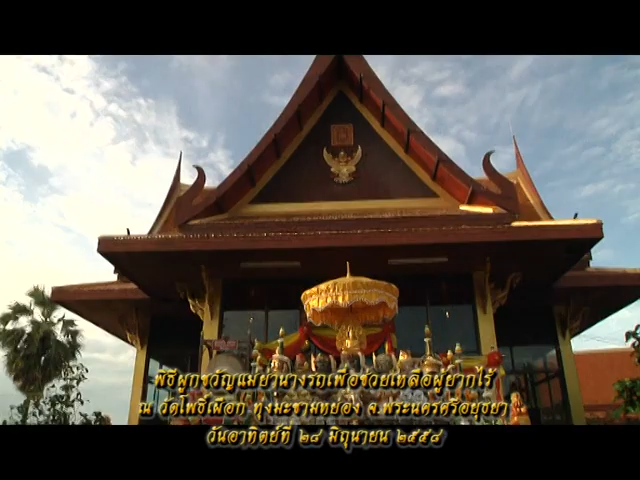 พิธีผูกขวัญแม่ย่านางรถเพื่อช่วยเหลือผู้ยากไร้
ณ วัดโพธิ์เผือก ทุ่งมะขามหย่อง จ.พระนครศรีอยุธยา
วันอาทิตย์ที่ ๒๘ มิถุนายน ๒๕๕๔